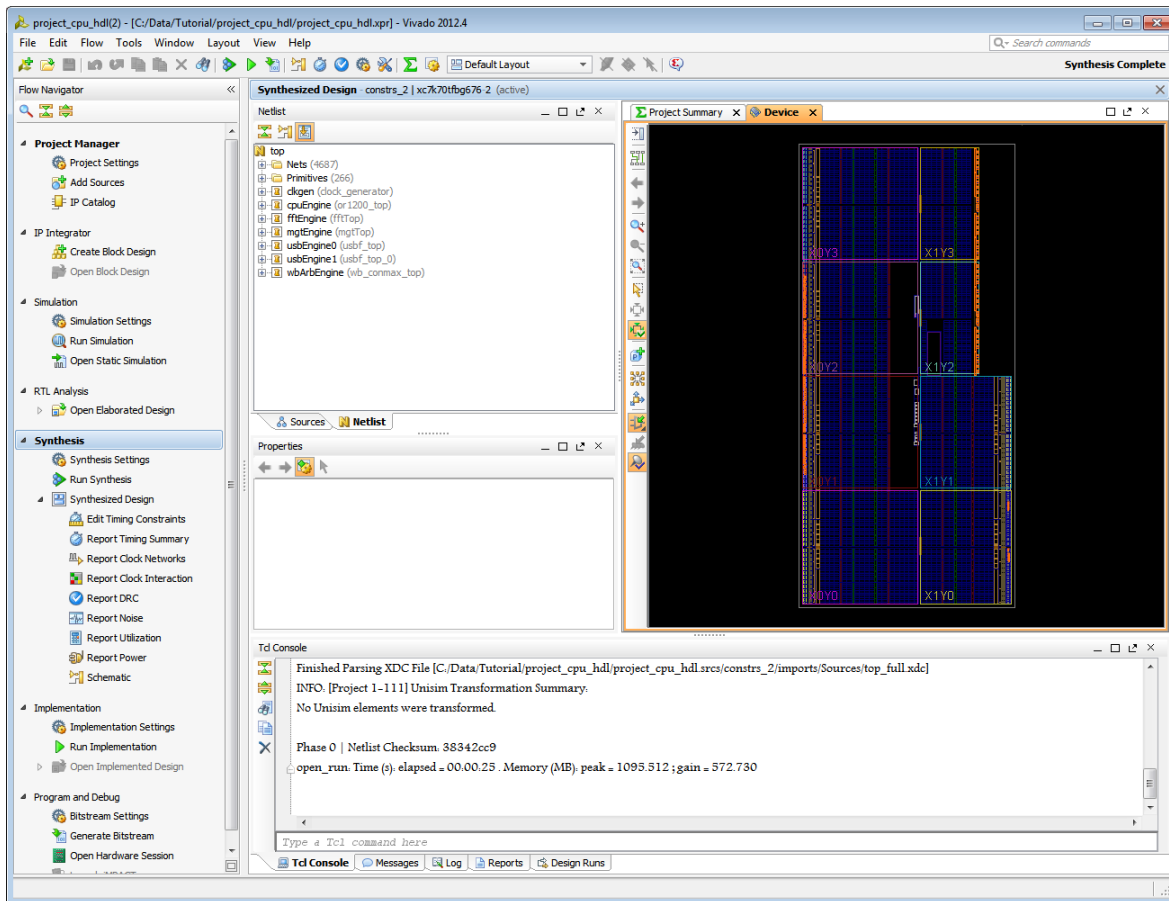 project_cpu_hdl(2) - [C:/Data/Tutorial/project_cpu_hdl/project_cpu_hdl.xpr] - Vivado 2012.4
File Edit Flow Tools Window Layout View Help
Search commands
Default Layout
Synthesis Complete
Flow Navigator
Project Manager
Project Settings
Add Sources
IP Catalog
IP Integrator
Create Block Design
Open Block Design
Simulation
Simulation Settings
Run Simulation
Open Static Simulation
RTL Analysis
Open Elaborated Design
Synthesis
Synthesis Settings
Run Synthesis
Synthesized Design
Edit Timing Constraints
Report Timing Summary
Report Clock Networks
Report Clock Interaction
Report DRC
Report Noise
Report Utilization
Report Power
Schematic
Implementation
Implementation Settings
Run Implementation
Open Implemented Design
Program and Debug
Bitstream Settings
Generate Bitstream
Open Hardware Session
Synthesized Design - constrs_2 | xc7k70tfbg676-2 (active)
Netlist
top
Nets (4687)
Primitives (266)
clkgen (clock_generator)
cpuEngine (or1200_top)
fftEngine (fftTop)
mgtEngine (mgtTop)
usbEngine0 (usbf_top)
usbEngine1 (usbf_top_0)
wbArbEngine (wb_conmax_top)
Sources Netlist
Properties
Project Summary Device
X0Y3 X1Y3
X0Y2 X1Y2
X0Y1 X1Y1
X0Y0 X1Y0
Tcl Console
Finished Parsing XDC File [C:/Data/Tutorial/project_cpu_hdl/project_cpu_hdl.srcs/constrs_2/imports/Sources/top_full.xdc]
INFO: [Project 1-111] Unisim Transformation Summary:
No Unisim elements were transformed.
Phase 0 | Netlist Checksum: 38342cc9
open_run: Time (s): elapsed = 00:00:25 . Memory (MB): peak = 1095.512 ; gain = 572.730
Type a Tcl command here
Tcl Console Messages Log Reports Design Runs